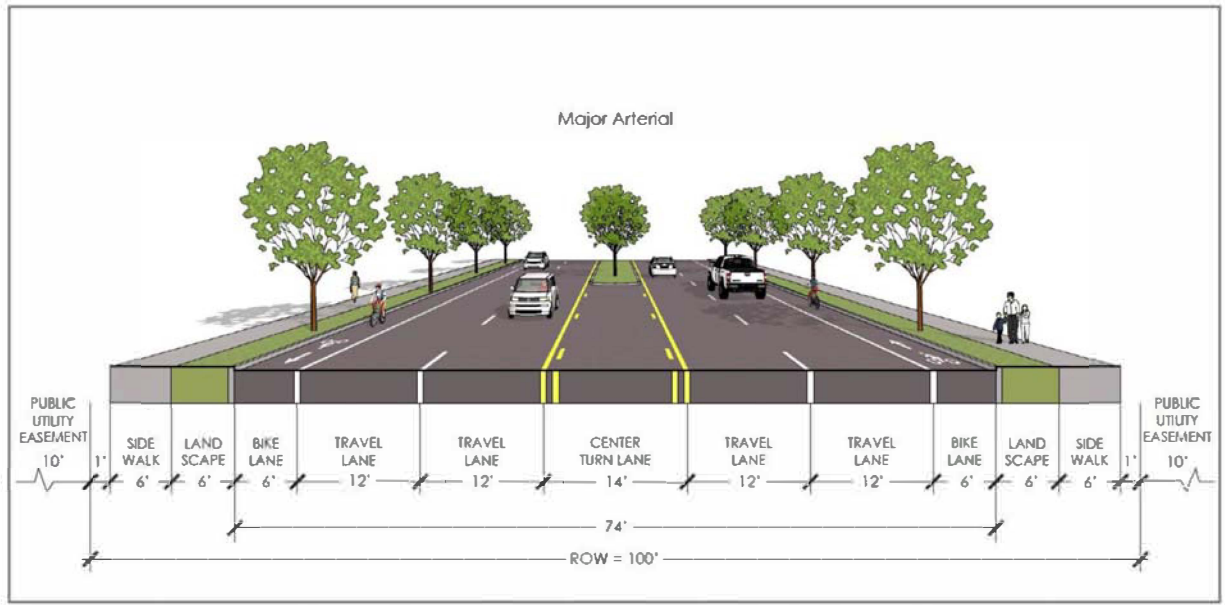 Major Arterial
PUBLIC
UTILITY
EASEMENT
10'
1'
SIDE
WALK
6'
LAND
SCAPE
6'
BIKE
LANE
6'
TRAVEL
LANE
12'
TRAVEL
LANE
12'
CENTER
TURN LANE
14'
TRAVEL
LANE
12'
TRAVEL
LANE
12'
BIKE
LANE
6'
LAND
SCAPE
6'
SIDE
WALK
6'
1'
PUBLIC
UTILITY
EASEMENT
10'
74'
ROW = 100'